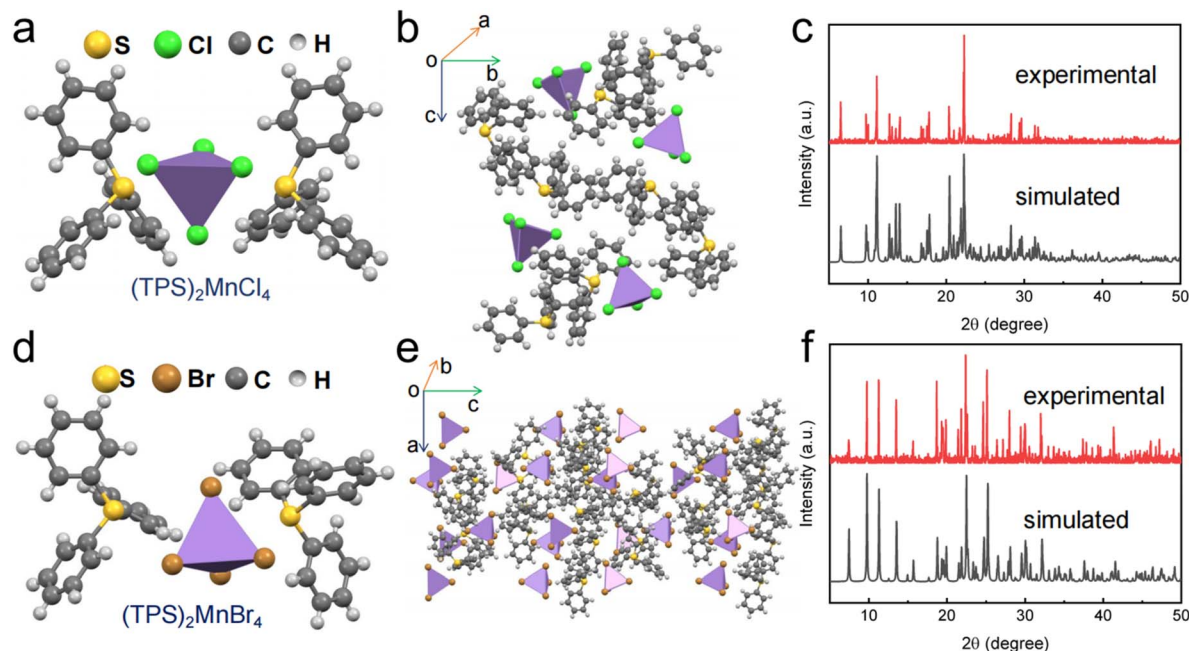 a
S Cl C H
(TPS)₂MnCl₄
b
a
o
b
c
c
experimental
simulated
Intensity (a.u.)
10 20 30 40 50
2θ (degree)
d
S Br C H
(TPS)₂MnBr₄
e
b
o
c
a
f
experimental
simulated
Intensity (a.u.)
10 20 30 40 50
2θ (degree)